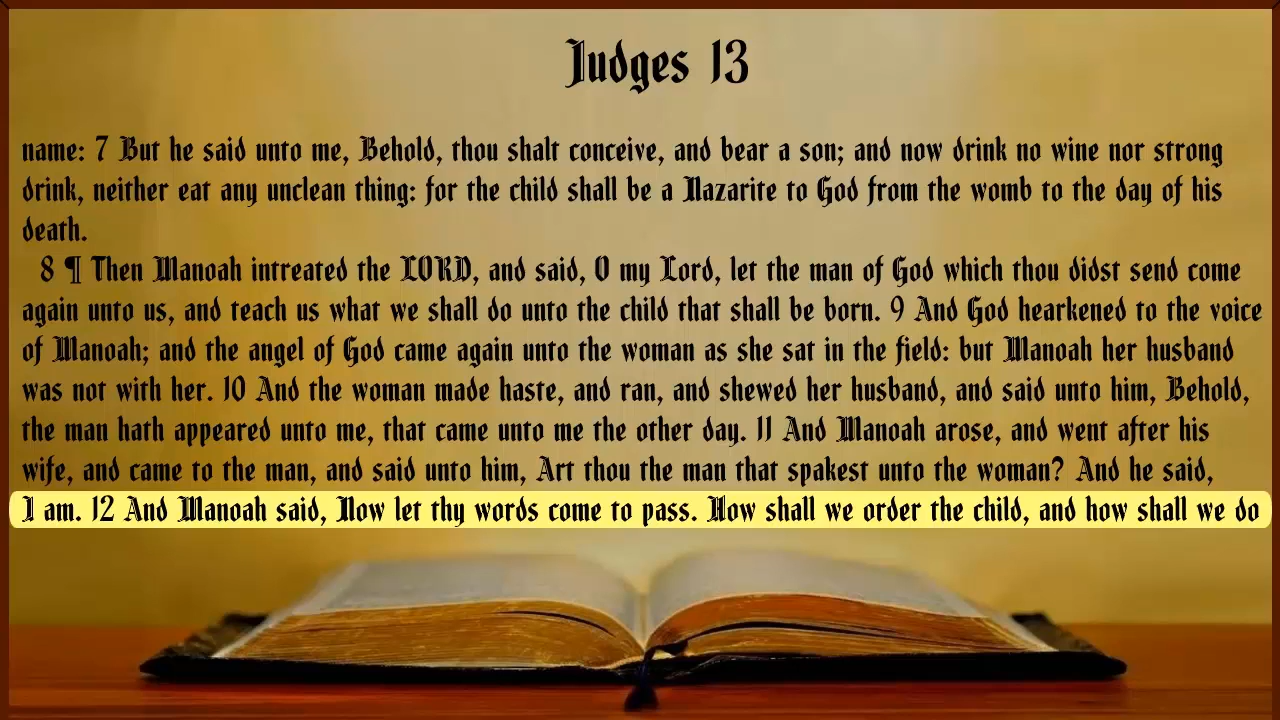 Judges 13
name: 7 But he said unto me, Behold, thou shalt conceive, and bear a son; and now drink no wine nor strong
drink, neither eat any unclean thing: for the child shall be a Nazarite to God from the womb to the day of his
death.
8 ¶ Then Manoah intreated the LORD, and said, O my Lord, let the man of God which thou didst send come
again unto us, and teach us what we shall do unto the child that shall be born. 9 And God hearkened to the voice
of Manoah; and the angel of God came again unto the woman as she sat in the field: but Manoah her husband
was not with her. 10 And the woman made haste, and ran, and shewed her husband, and said unto him, Behold,
the man hath appeared unto me, that came unto me the other day. 11 And Manoah arose, and went after his
wife, and came to the man, and said unto him, Art thou the man that spakest unto the woman? And he said,
I am. 12 And Manoah said, Now let thy words come to pass. How shall we order the child, and how shall we do